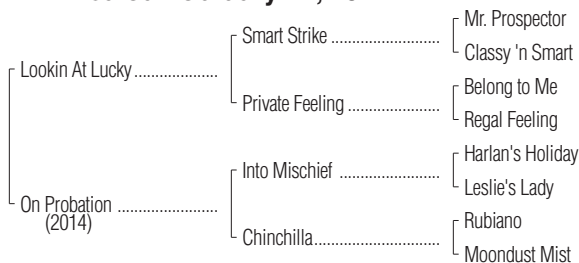 Smart Strike ........................
Mr. Prospector
Classy 'n Smart
Lookin At Lucky....................
Private Feeling ......................
Belong to Me
Regal Feeling
On Probation ........................
(2014)
Into Mischief ........................
Harlan's Holiday
Leslie's Lady
Chinchilla..............................
Rubiano
Moondust Mist